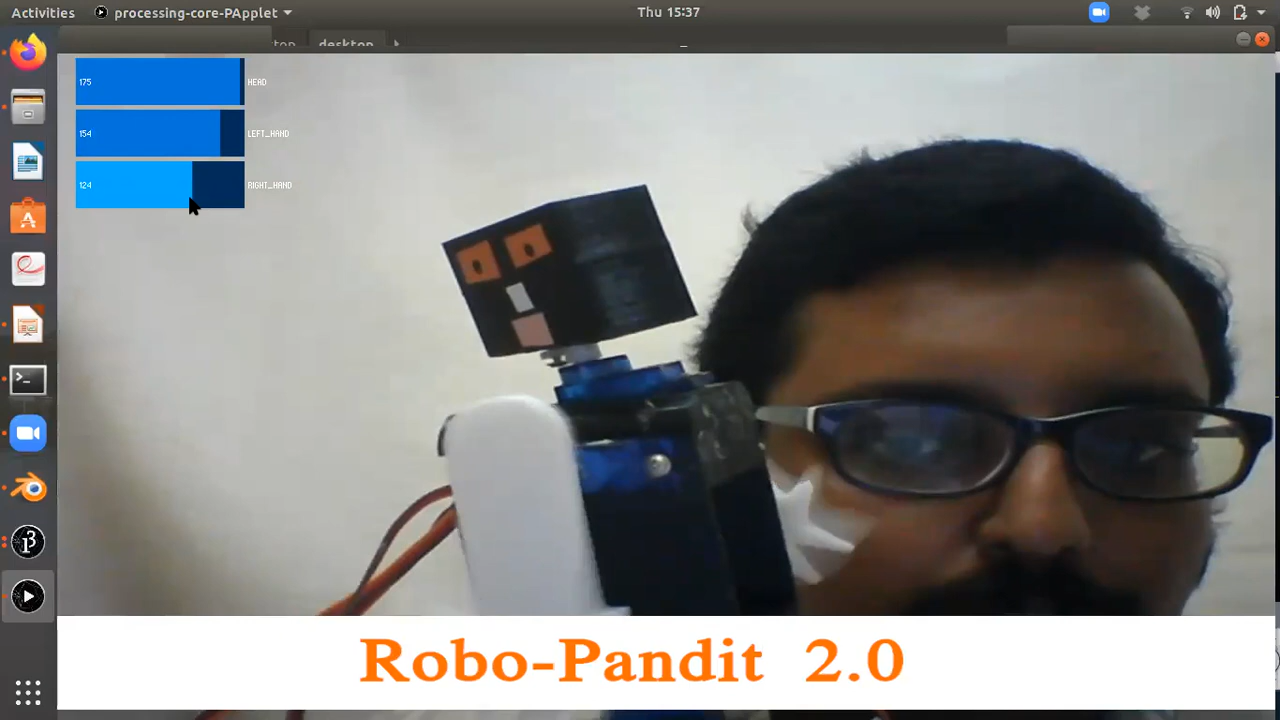 Activities processing-core-PApplet Thu 15:37
desktop
175 HEAD
154 LEFT_HAND
124 RIGHT_HAND
Robo-Pandit 2.0